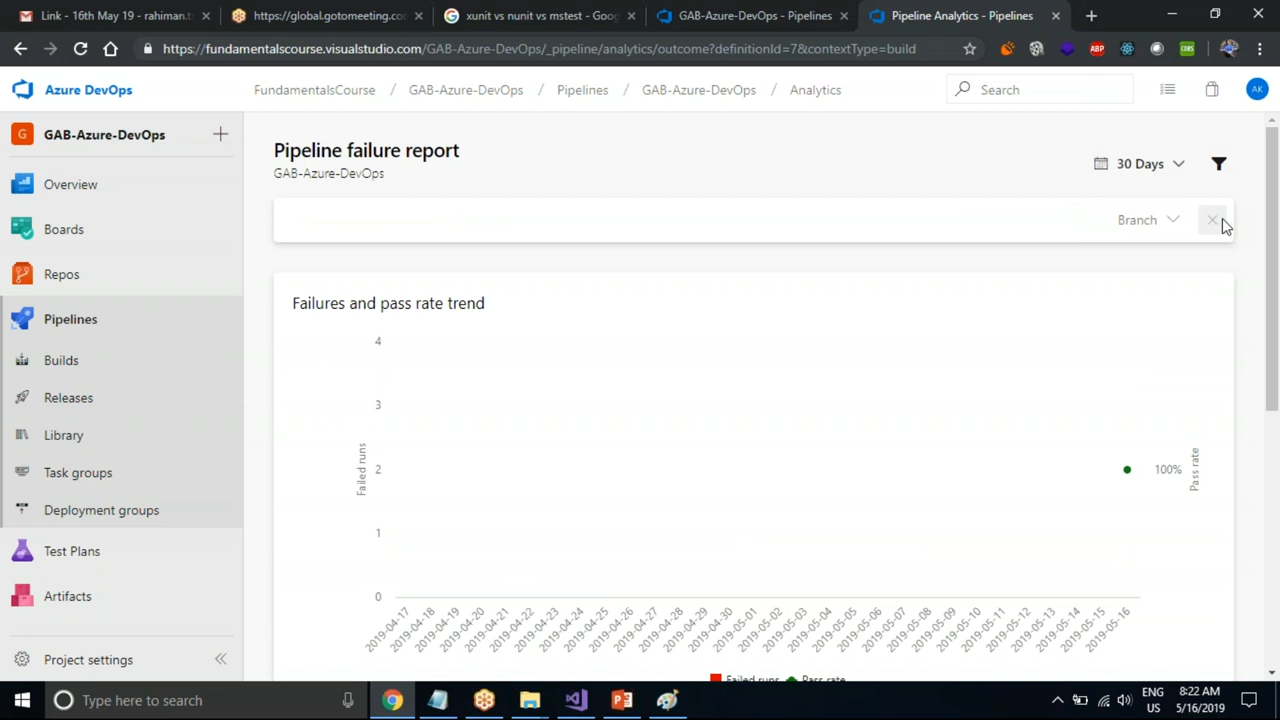 Link - 16th May 19 - rahiman.t
https://global.gotomeeting.co
xunit vs nunit vs mstest - Goog
GAB-Azure-DevOps - Pipelines
Pipeline Analytics - Pipelines
https://fundamentalscourse.visualstudio.com/GAB-Azure-DevOps/_pipeline/analytics/outcome?definitionId=7&contextType=build
ABP
CORS
Azure DevOps
FundamentalsCourse / GAB-Azure-DevOps / Pipelines / GAB-Azure-DevOps / Analytics
Search
AK
G GAB-Azure-DevOps
Overview
Boards
Repos
Pipelines
Builds
Releases
Library
Task groups
Deployment groups
Test Plans
Artifacts
Project settings
Pipeline failure report
GAB-Azure-DevOps
30 Days
Branch
Failures and pass rate trend
4
3
2
1
0
Failed runs
100%
Pass rate
2019-04-17
2019-04-18
2019-04-19
2019-04-20
2019-04-21
2019-04-22
2019-04-23
2019-04-24
2019-04-25
2019-04-26
2019-04-27
2019-04-28
2019-04-29
2019-04-30
2019-05-01
2019-05-02
2019-05-03
2019-05-04
2019-05-05
2019-05-06
2019-05-07
2019-05-08
2019-05-09
2019-05-10
2019-05-11
2019-05-12
2019-05-13
2019-05-14
2019-05-15
2019-05-16
Failed runs Pass rate
Type here to search
ENG
US
8:22 AM
5/16/2019